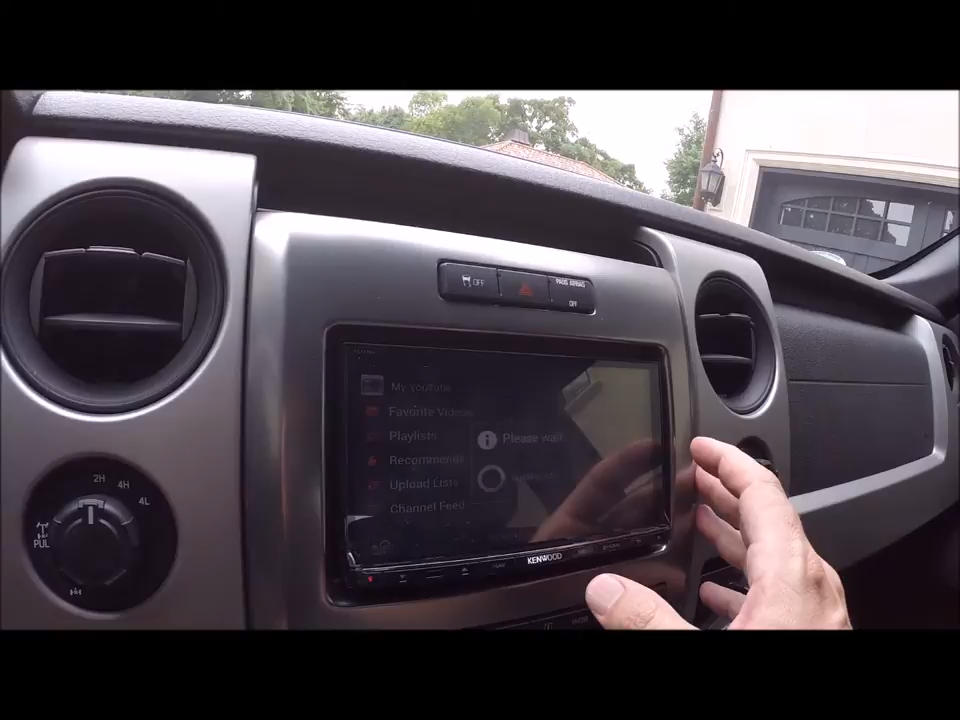 OFF
PASS AIRBAG
OFF
My YouTube
Favorite Videos
Playlists
Recommends
Upload Lists
Channel Feed
Please wait
KENWOOD
2H
4H
4L
PUL